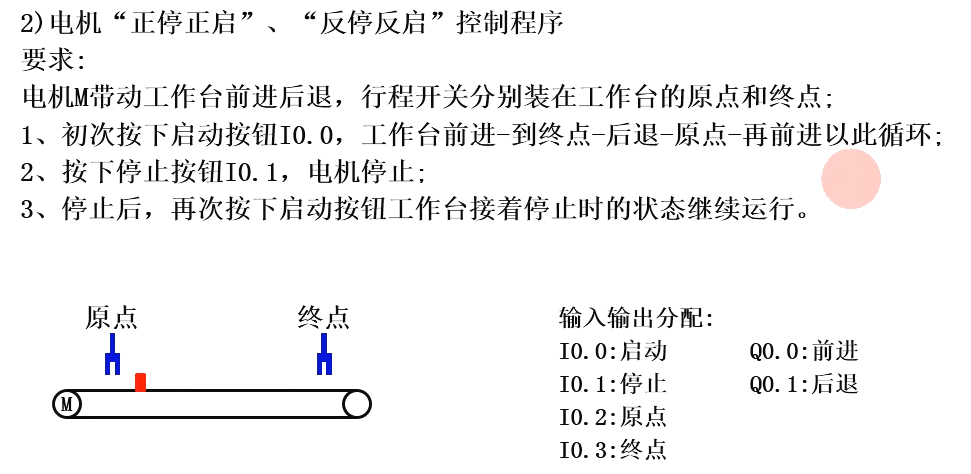 2)电机“正停正启”、“反停反启”控制程序
要求:
电机M带动工作台前进后退，行程开关分别装在工作台的原点和终点;
1、初次按下启动按钮I0.0，工作台前进-到终点-后退-原点-再前进以此循环;
2、按下停止按钮I0.1，电机停止;
3、停止后，再次按下启动按钮工作台接着停止时的状态继续运行。
原点 终点
M
输入输出分配:
I0.0:启动 Q0.0:前进
I0.1:停止 Q0.1:后退
I0.2:原点
I0.3:终点